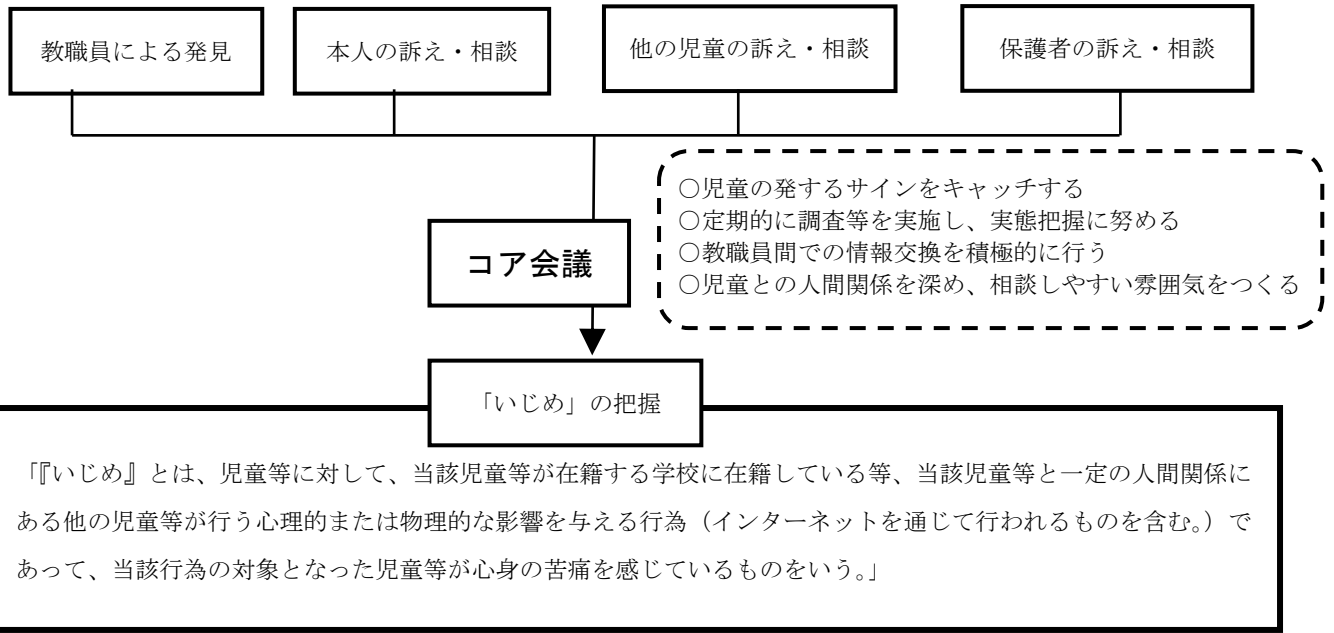 教職員による発見
本人の訴え・相談
他の児童の訴え・相談
保護者の訴え・相談
○児童の発するサインをキャッチする
○定期的に調査等を実施し、実態把握に努める
○教職員間での情報交換を積極的に行う
○児童との人間関係を深め、相談しやすい雰囲気をつくる
コア会議
「いじめ」の把握
「『いじめ』とは、児童等に対して、当該児童等が在籍する学校に在籍している等、当該児童等と一定の人間関係に
ある他の児童等が行う心理的または物理的な影響を与える行為（インターネットを通じて行われるものを含む。）で
あって、当該行為の対象となった児童等が心身の苦痛を感じているものをいう。」